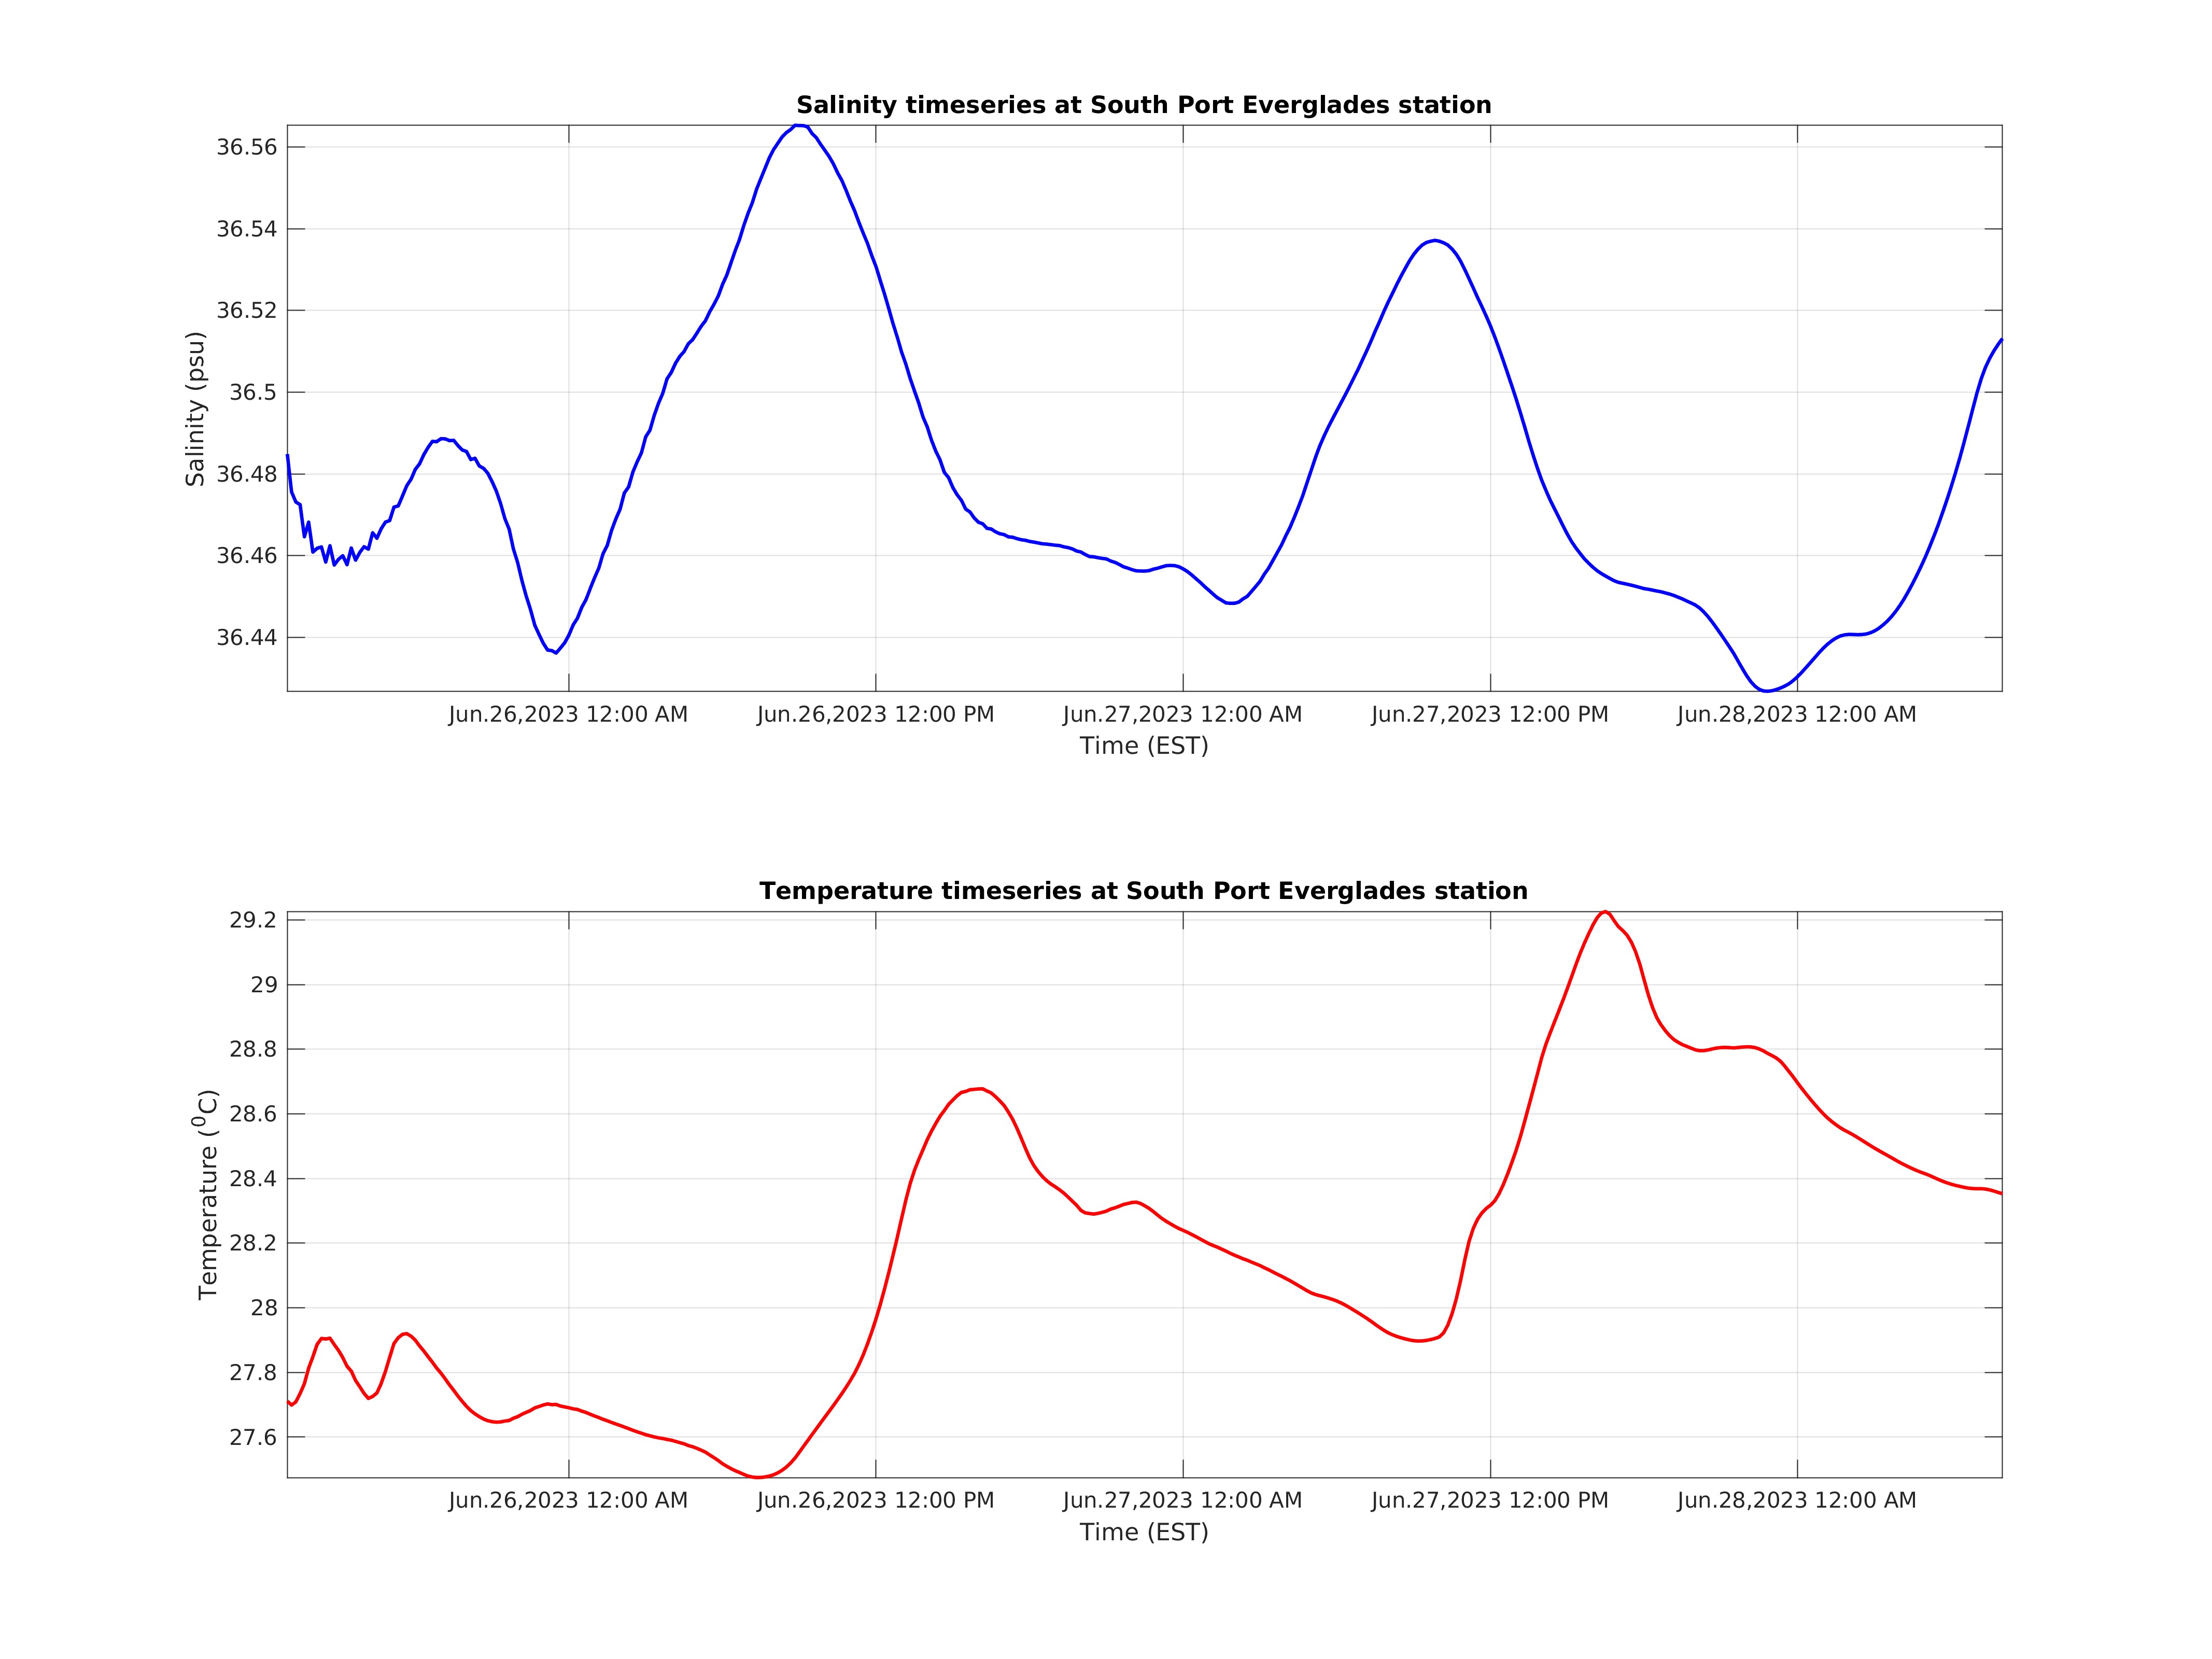 Salinity timeseries at South Port Everglades station
36.56
36.54
36.52
36.5
36.48
36.46
36.44
Salinity (psu)
Jun.26,2023 12:00 AM Jun.26,2023 12:00 PM Jun.27,2023 12:00 AM Jun.27,2023 12:00 PM Jun.28,2023 12:00 AM
Time (EST)
Temperature timeseries at South Port Everglades station
29.2
29
28.8
28.6
28.4
28.2
28
27.8
27.6
Temperature (⁰C)
Jun.26,2023 12:00 AM Jun.26,2023 12:00 PM Jun.27,2023 12:00 AM Jun.27,2023 12:00 PM Jun.28,2023 12:00 AM
Time (EST)